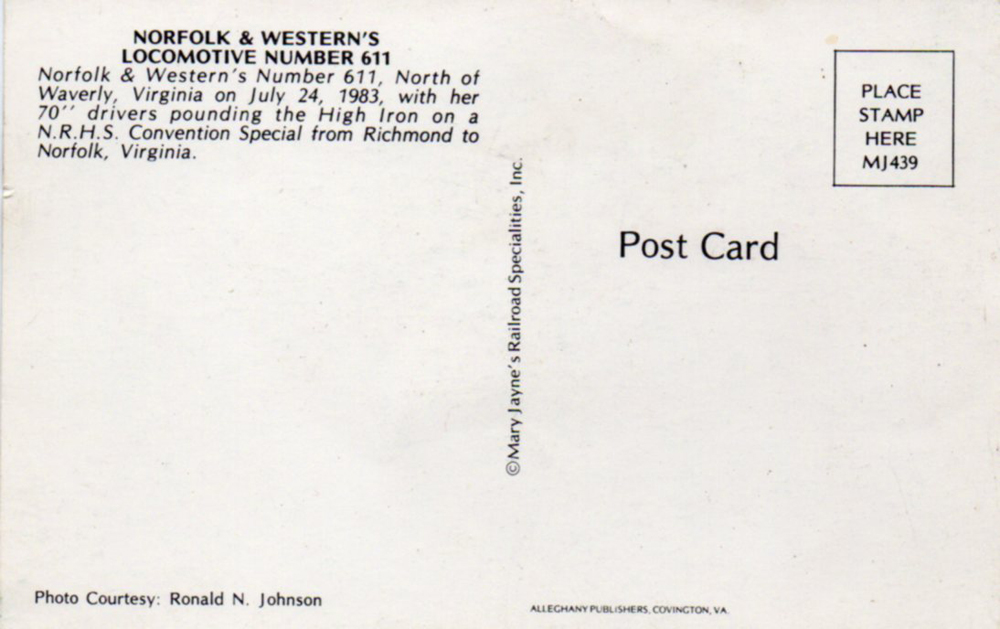 NORFOLK & WESTERN'S
LOCOMOTIVE NUMBER 611
Norfolk & Western's Number 611, North of
Waverly, Virginia on July 24, 1983, with her
70'' drivers pounding the High Iron on a
N.R.H.S. Convention Special from Richmond to
Norfolk, Virginia.
Photo Courtesy: Ronald N. Johnson
©Mary Jayne's Railroad Specialities, Inc.
PLACE
STAMP
HERE
MJ439
Post Card
ALLEGHANY PUBLISHERS, COVINGTON, VA.